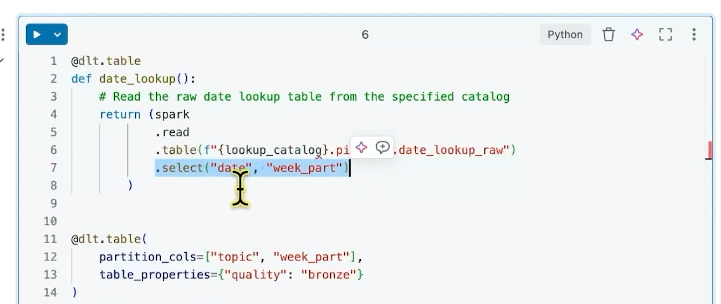 6
Python
1 @dlt.table
2 def date_lookup():
3 # Read the raw date lookup table from the specified catalog
4 return (spark
5 .read
6 .table(f"{lookup_catalog}.pi .date_lookup_raw")
7 .select("date", "week_part")
8 )
9
10
11 @dlt.table(
12 partition_cols=["topic", "week_part"],
13 table_properties={"quality": "bronze"}
14 )